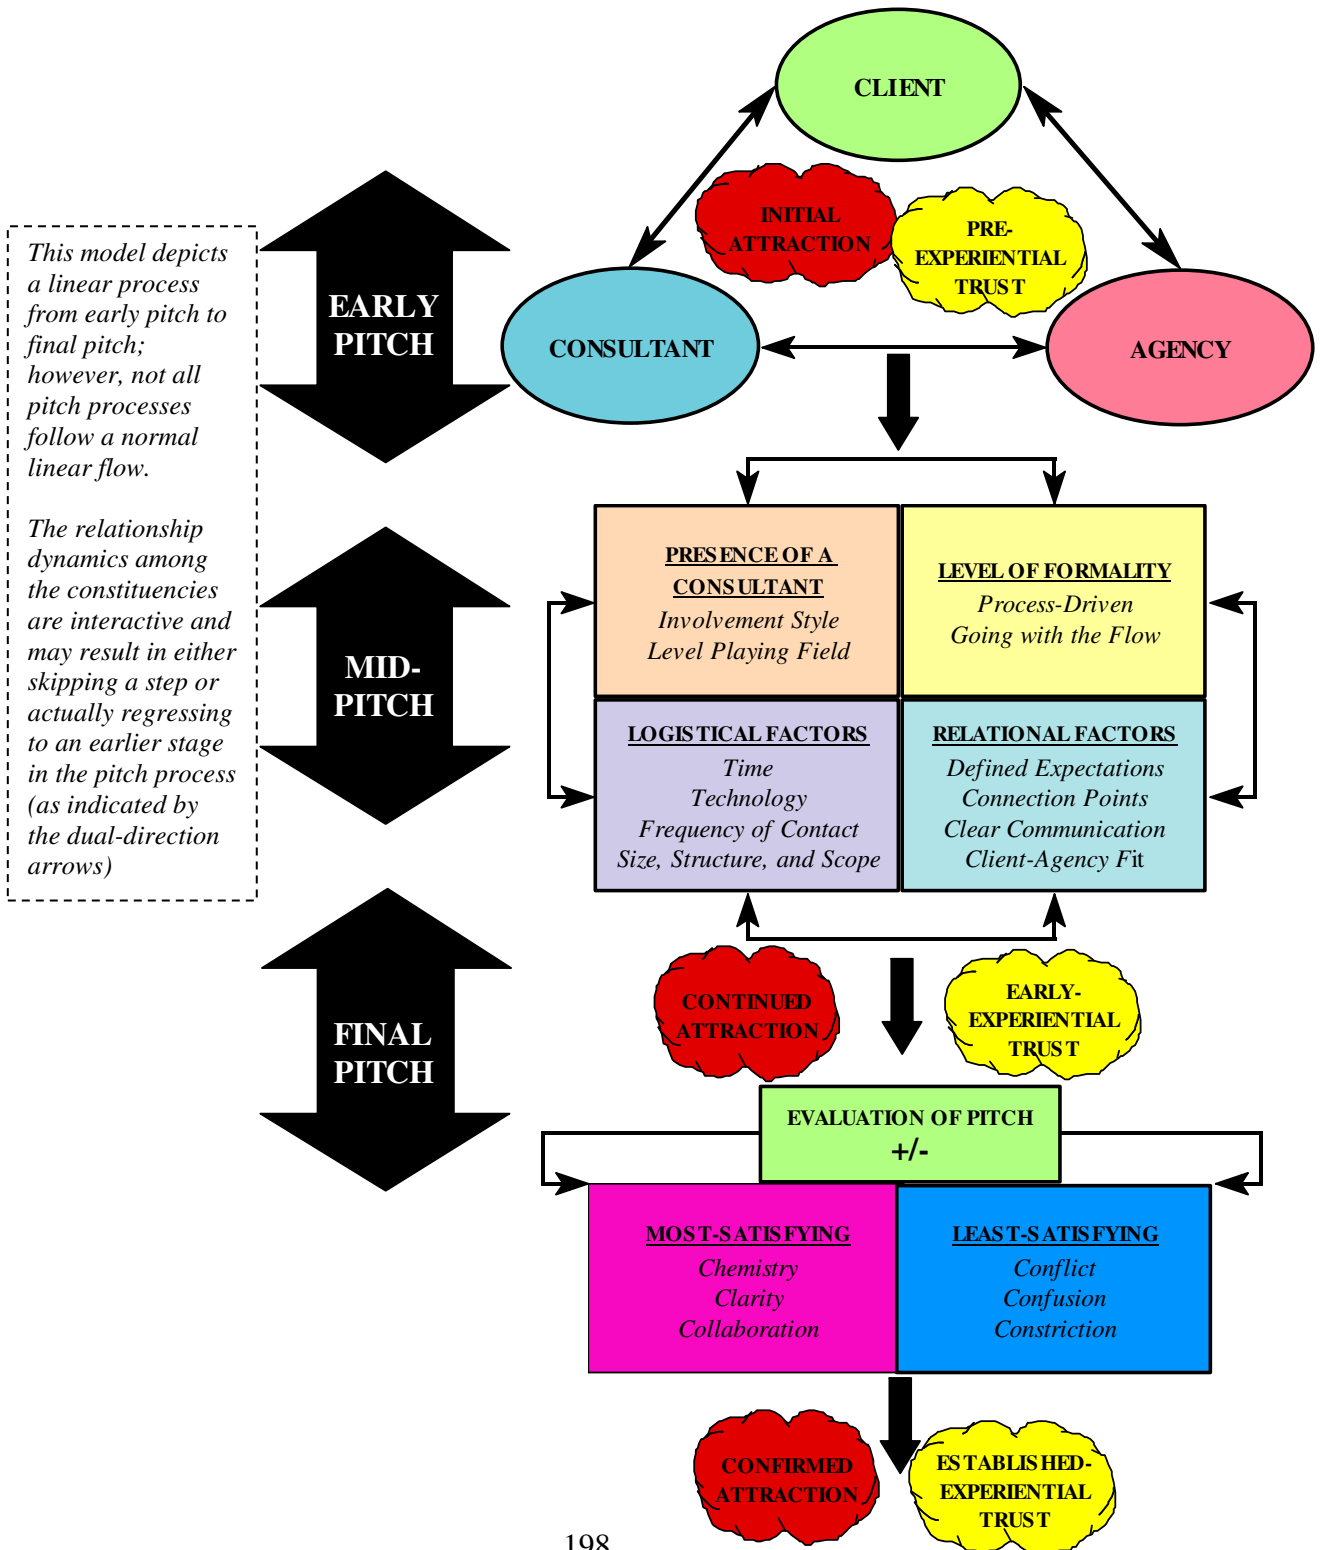 CLIENT
INITIAL
ATTRACTION
PRE-
EXPERIENTIAL
TRUST
CONSULTANT
AGENCY
This model depicts
a linear process
from early pitch to
final pitch;
however, not all
pitch processes
follow a normal
linear flow.
The relationship
dynamics among
the constituencies
are interactive and
may result in either
skipping a step or
actually regressing
to an earlier stage
in the pitch process
(as indicated by
the dual-direction
arrows)
EARLY
PITCH
MID-
PITCH
FINAL
PITCH
PRESENCE OF A
CONSULTANT
Involvement Style
Level Playing Field
LEVEL OF FORMALITY
Process-Driven
Going with the Flow
LOGISTICAL FACTORS
Time
Technology
Frequency of Contact
Size, Structure, and Scope
RELATIONAL FACTORS
Defined Expectations
Connection Points
Clear Communication
Client-Agency Fit
CONTINUED
ATTRACTION
EARLY-
EXPERIENTIAL
TRUST
EVALUATION OF PITCH
+/-
MOST-SATISFYING
Chemistry
Clarity
Collaboration
LEAST-SATISFYING
Conflict
Confusion
Constriction
CONFIRMED
ATTRACTION
ESTABLISHED-
EXPERIENTIAL
TRUST
198